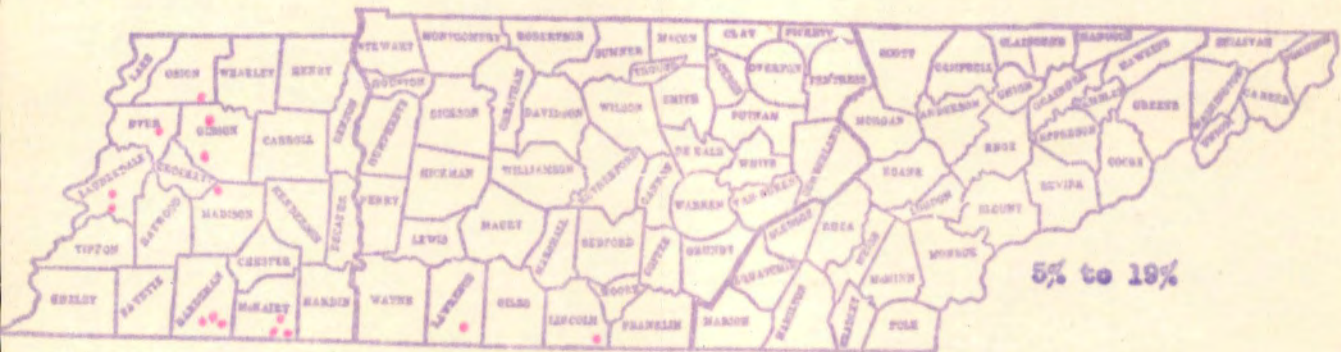 LAKE
OBION
WEAKLEY
HENRY
STEWART
MONTGOMERY
ROBERTSON
SUMNER
MACON
CLAY
PICKETT
SCOTT
CAMPBELL
CLAIBORNE
HANCOCK
HAWKINS
SULLIVAN
JOHNSON
CARTER
WASHINGTON
UNICOI
GREENE
HAMBLEN
GRAINGER
UNION
ANDERSON
MORGAN
FENTRESS
OVERTON
JACKSON
SMITH
WILSON
DAVIDSON
CHEATHAM
DICKSON
HOUSTON
HUMPHREYS
BENTON
CARROLL
GIBSON
DYER
LAUDERDALE
CROCKETT
HAYWOOD
MADISON
HENDERSON
DECATUR
PERRY
HICKMAN
WILLIAMSON
RUTHERFORD
CANNON
DE KALB
PUTNAM
WHITE
CUMBERLAND
VAN BUREN
WARREN
ROANE
KNOX
JEFFERSON
COCKE
SEVIER
BLOUNT
LOUDON
MONROE
MCMINN
MEIGS
RHEA
BLEDSOE
SEQUATCHIE
GRUNDY
COFFEE
BEDFORD
MARSHALL
MAURY
LEWIS
CHESTER
TIPTON
SHELBY
FAYETTE
HARDEMAN
McNAIRY
HARDIN
WAYNE
LAWRENCE
GILES
LINCOLN
MOORE
FRANKLIN
MARION
HAMILTON
BRADLEY
POLK
5% to 19%